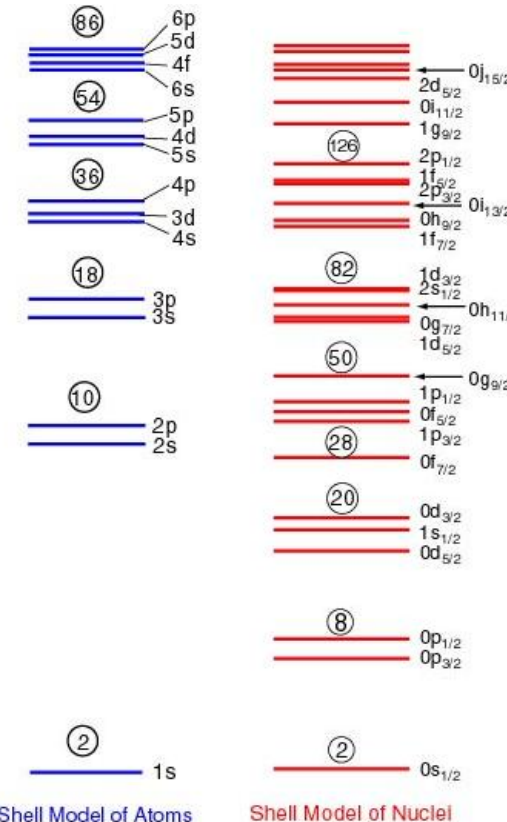 86
6p
5d
4f
6s
54
5p
4d
5s
36
4p
3d
4s
18
3p
3s
10
2p
2s
2
1s
Shell Model of Atoms
0j15/2
2d5/2
0i11/2
1g9/2
126
2p1/2
1f5/2
2p3/2
0i13/2
0h9/2
1f7/2
82
1d3/2
2s1/2
0h11/
0g7/2
1d5/2
50
0g9/2
1p1/2
0f5/2
1p3/2
28
0f7/2
20
0d3/2
1s1/2
0d5/2
8
0p1/2
0p3/2
2
0s1/2
Shell Model of Nuclei